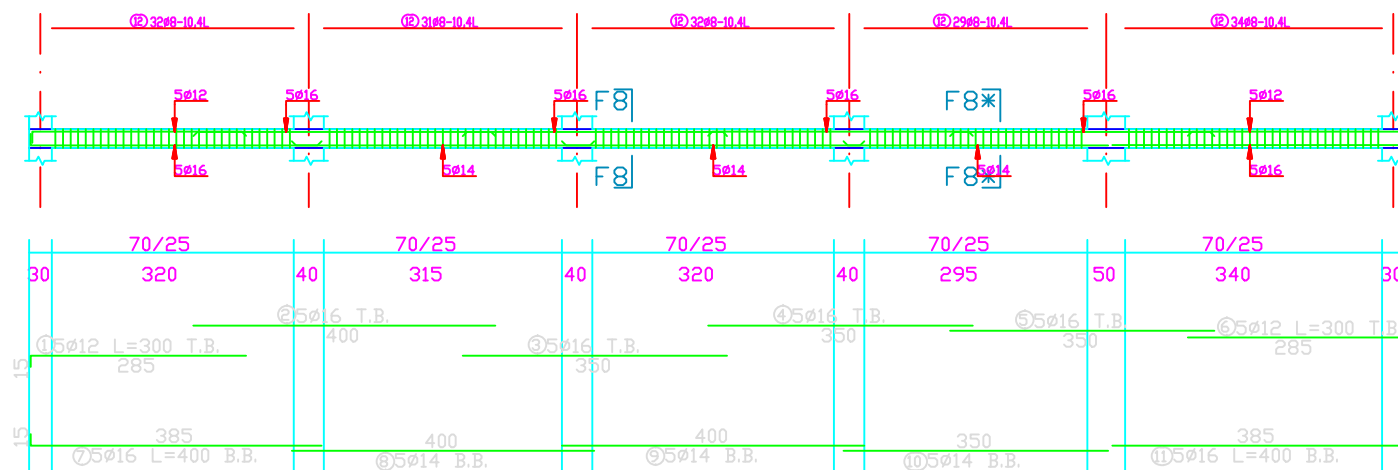 ⑫32ø8-10,4L ⑫31ø8-10,4L ⑫32ø8-10,4L ⑫29ø8-10,4L ⑫34ø8-10,4L
5ø12 5ø16 5ø16 F8 5ø16 F8* 5ø16 5ø12
5ø16 5ø14 F8 5ø14 F8* 5ø14 5ø16
70/25 70/25 70/25 70/25 70/25
30 320 40 315 40 320 40 295 50 340 30
②5ø16 T.B. ④5ø16 T.B. ⑤5ø16 T.B. ⑥5ø12 L=300 T.B.
400 350 350 285
①5ø12 L=300 T.B. ③5ø16 T.B.
15 285 350
15 385 400 400 350 385
⑦5ø16 L=400 B.B. ⑧5ø14 B.B. ⑨5ø14 B.B. ⑩5ø14 B.B. ⑪5ø16 L=400 B.B.